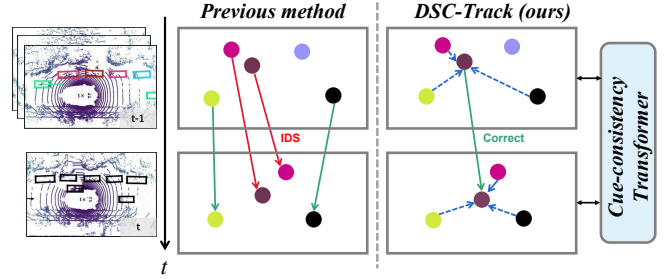 Previous method
DSC-Track (ours)
t-1
IDS
Correct
Cue-consistency
Transformer
t
t